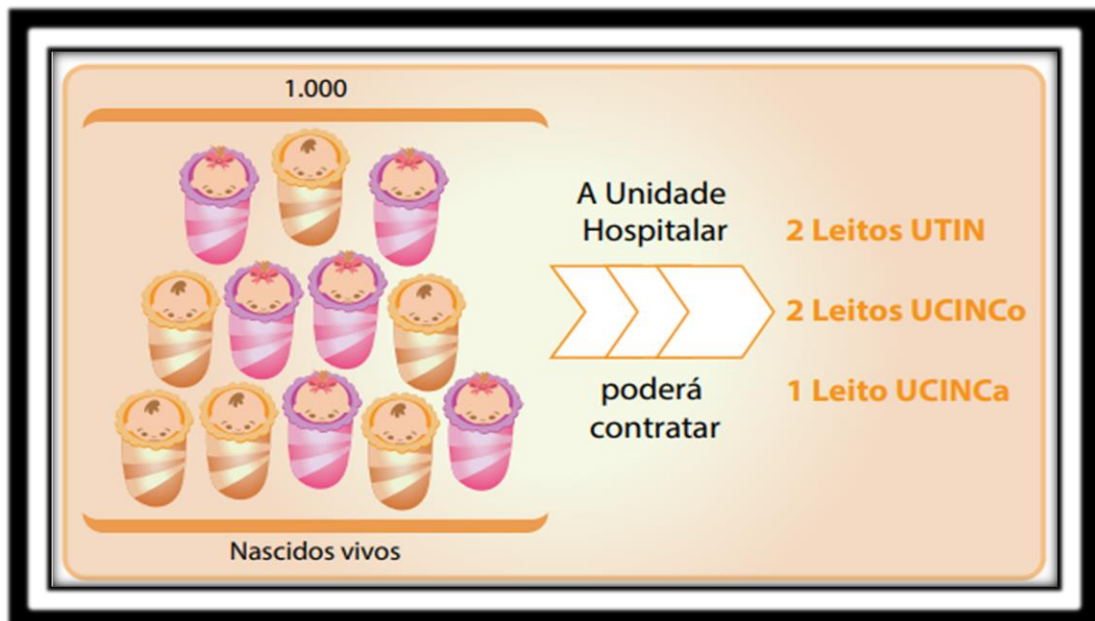 1.000
A Unidade
Hospitalar
poderá
contratar
2 Leitos UTIN
2 Leitos UCINCo
1 Leito UCINCa
Nascidos vivos